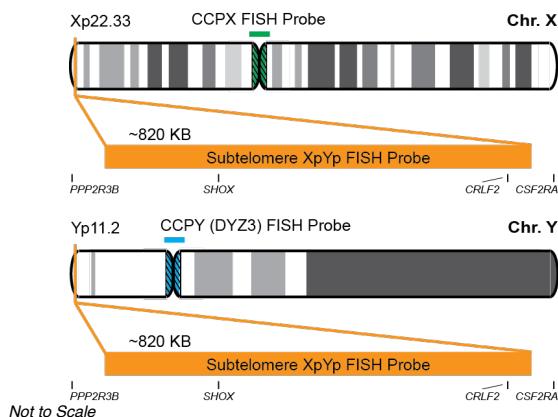 Xp22.33 CCPX FISH Probe Chr. X
~820 KB
Subtelomere XpYp FISH Probe
PPP2R3B SHOX CRLF2 CSF2RA
Yp11.2 CCPY (DYZ3) FISH Probe Chr. Y
~820 KB
Subtelomere XpYp FISH Probe
PPP2R3B SHOX CRLF2 CSF2RA
Not to Scale